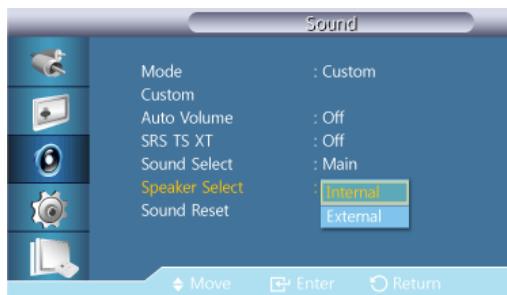 Sound
Mode : Custom
Custom
Auto Volume : Off
SRS TS XT : Off
Sound Select : Main
Speaker Select : Internal
External
Sound Reset
Move Enter Return